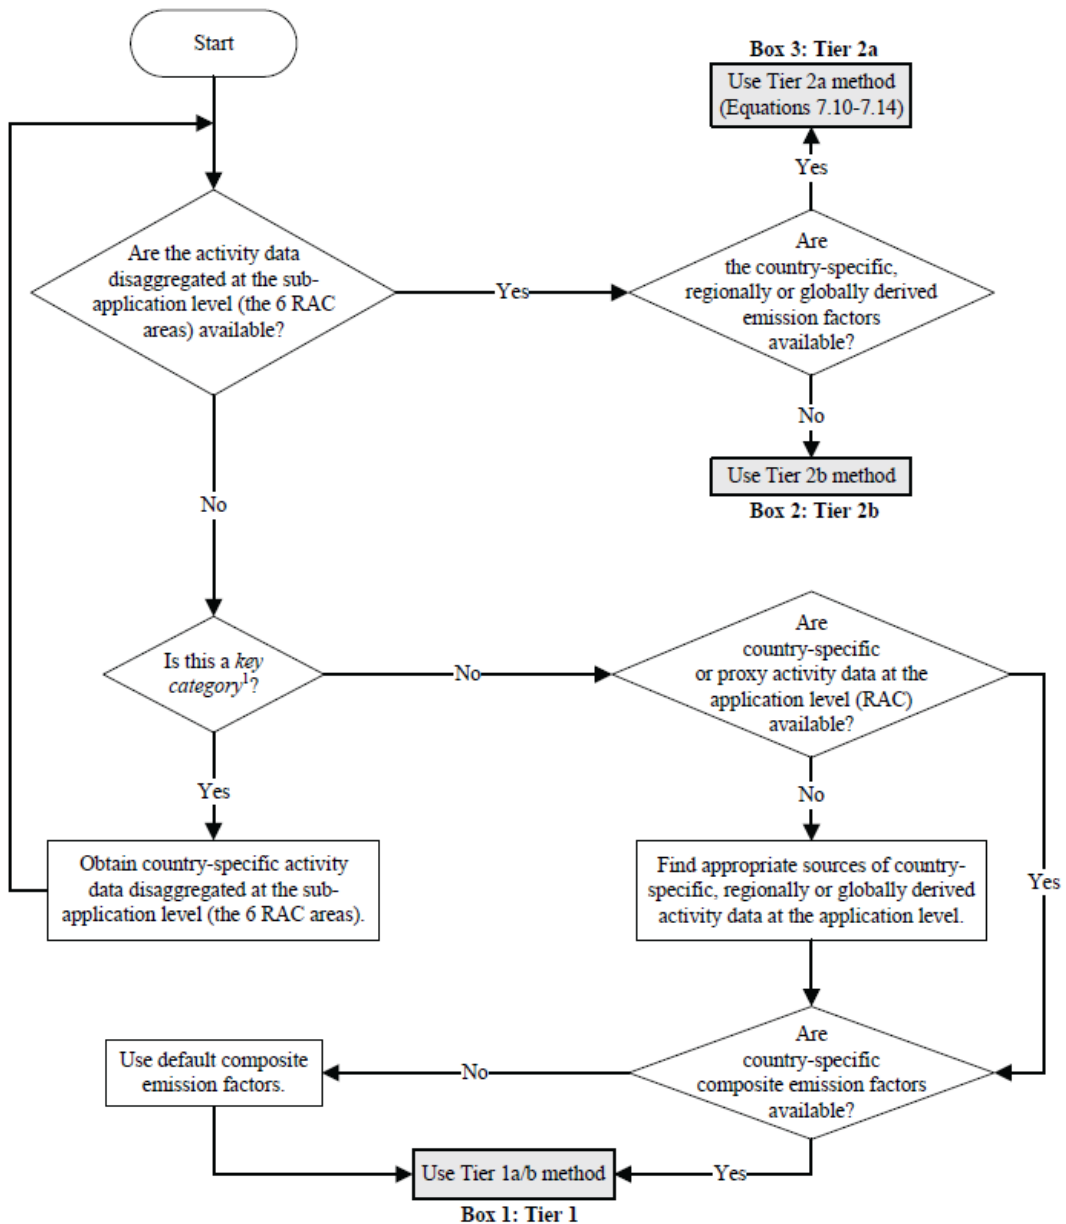 Start
Box 3: Tier 2a
Use Tier 2a method
(Equations 7.10-7.14)
Yes
Are the activity data
disaggregated at the sub-
application level (the 6 RAC
areas) available?
Yes
Are
the country-specific,
regionally or globally derived
emission factors
available?
No
Use Tier 2b method
Box 2: Tier 2b
No
Is this a key
category1?
No
Are
country-specific
or proxy activity data at the
application level (RAC)
available?
Yes
No
Obtain country-specific activity
data disaggregated at the sub-
application level (the 6 RAC areas).
Find appropriate sources of country-
specific, regionally or globally derived
activity data at the application level.
Yes
Are
country-specific
composite emission factors
available?
No
Use default composite
emission factors.
Yes
Use Tier 1a/b method
Box 1: Tier 1